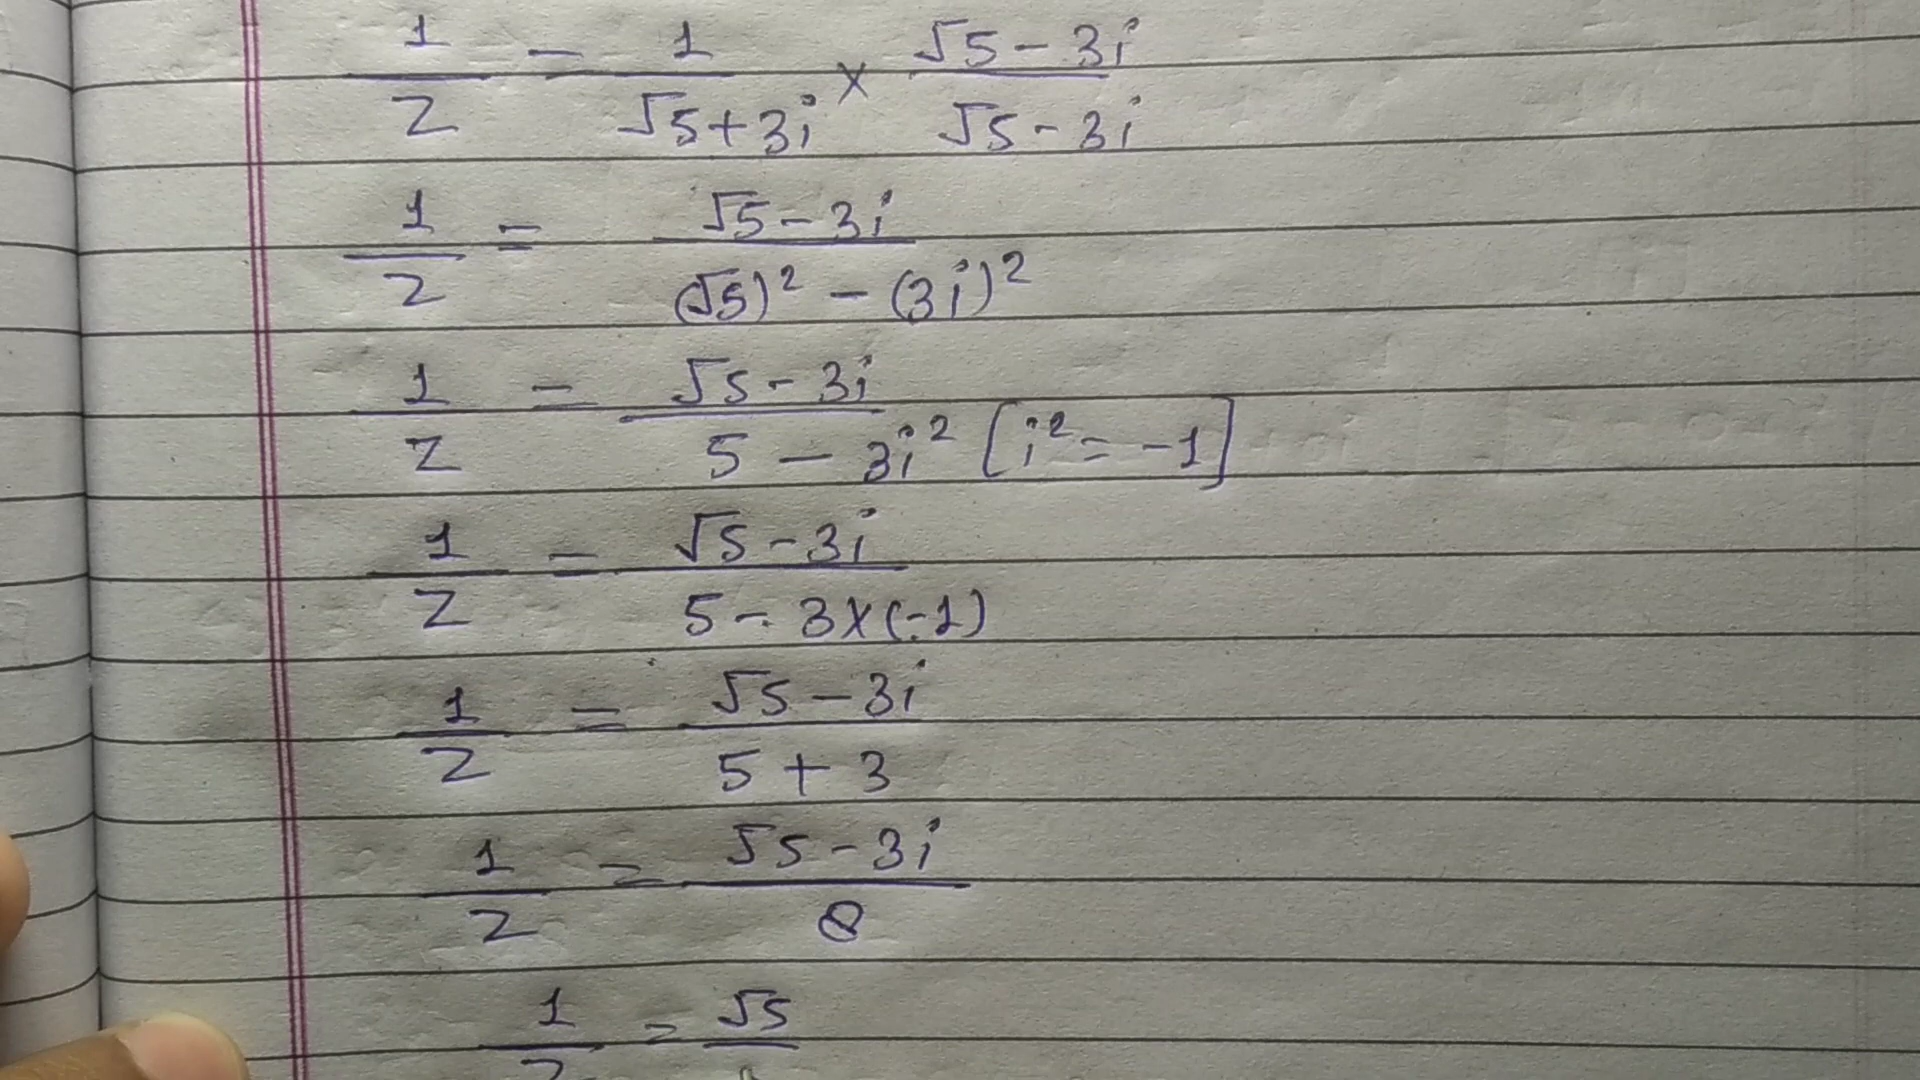 1/z = 1/√5+3i × √5-3i/√5-3i
1/z = √5-3i/(√5)² - (3i)²
1/z = √5-3i/5 - 3i² [i² = -1]
1/z = √5-3i/5 - 3×(-1)
1/z = √5-3i/5+3
1/z = √5-3i/8
1/z = √5